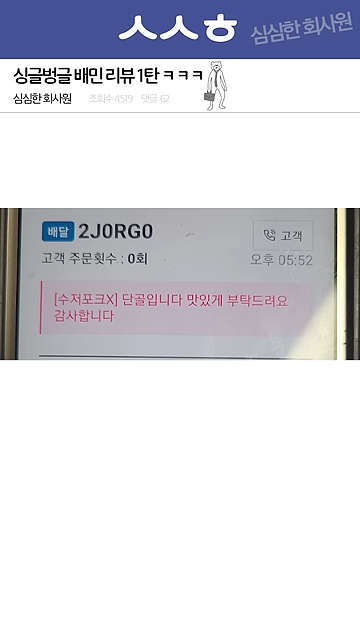 ㅅㅅㅎ 심심한 회사원
싱글벙글 배민 리뷰 1탄 ㅋㅋㅋ
심심한 회사원 조회수 4,519 댓글 62
배달 2J0RG0 고객
고객 주문횟수 : 0회 오후 05:52
[수저포크X] 단골입니다 맛있게 부탁드려요
감사합니다